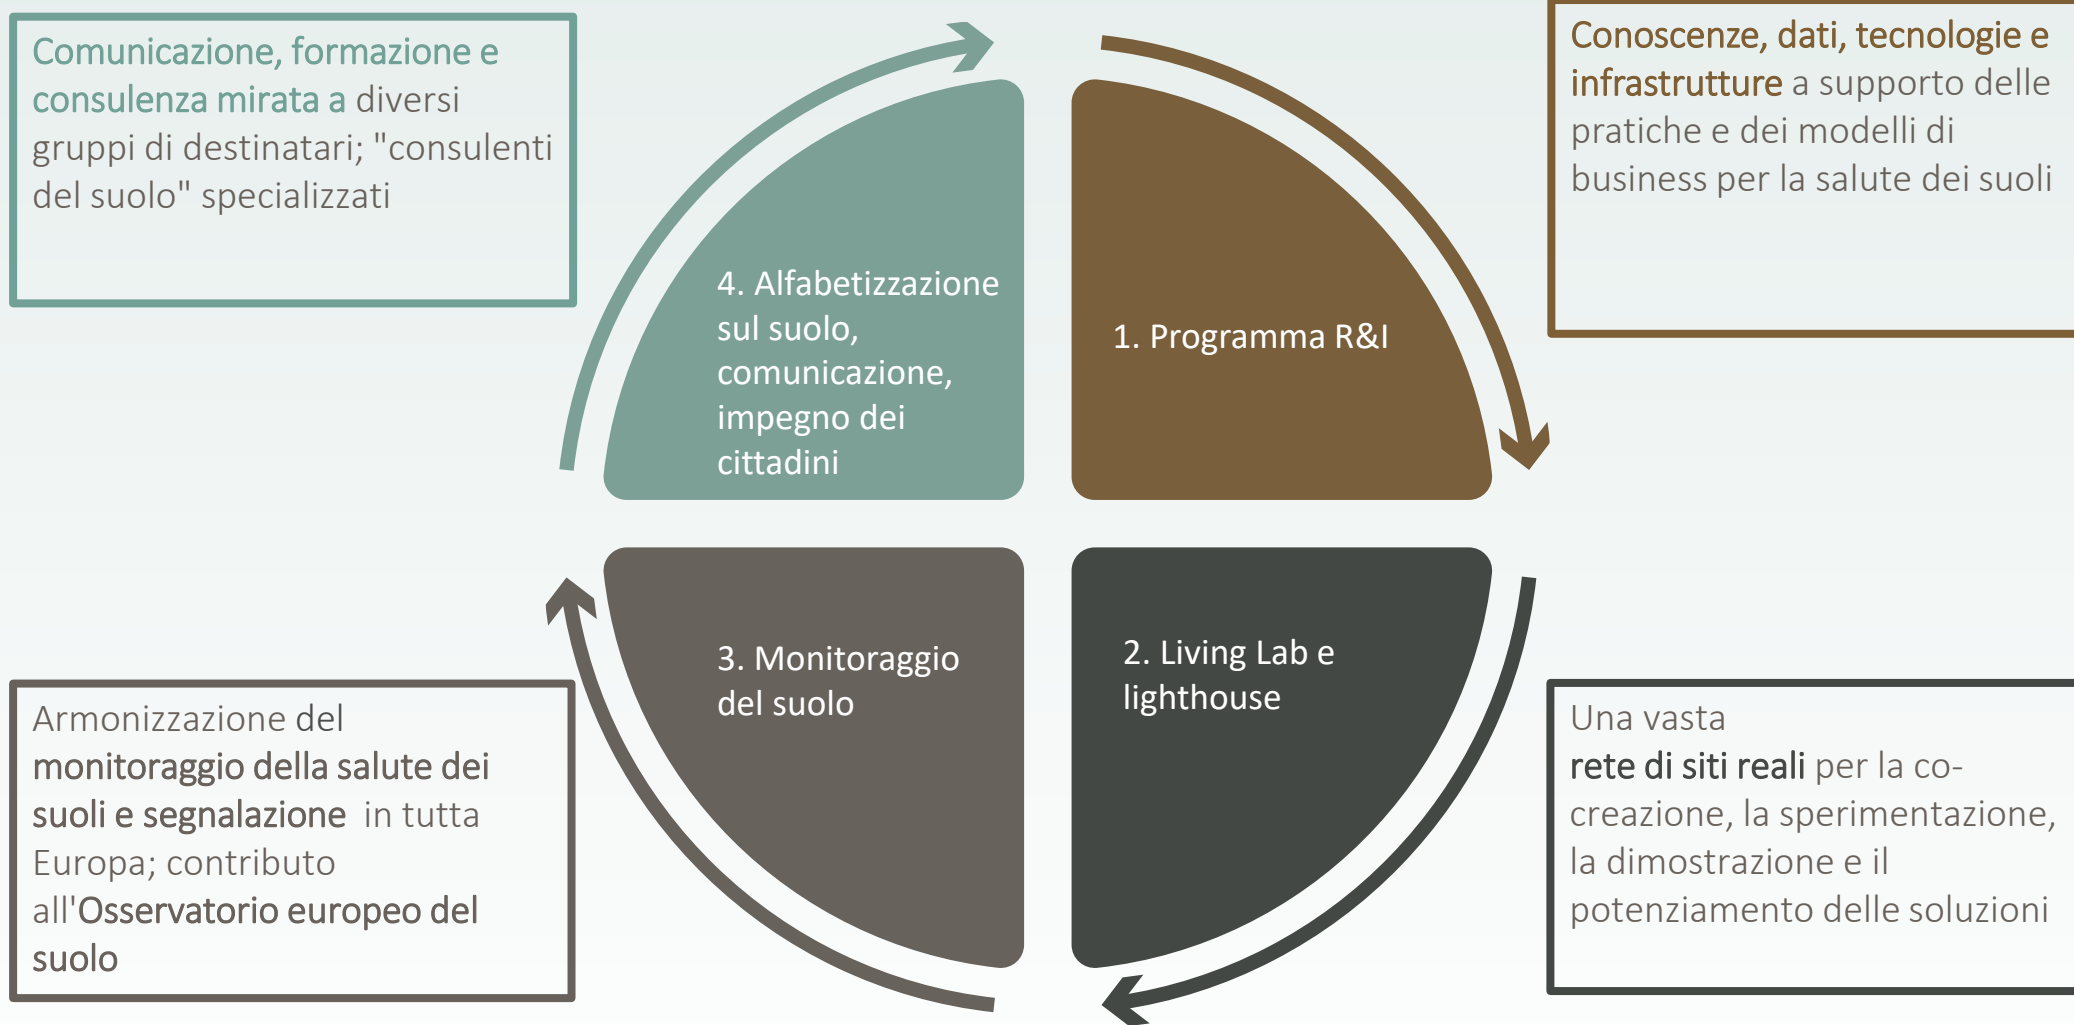 Comunicazione, formazione e
consulenza mirata a diversi
gruppi di destinatari; "consulenti
del suolo" specializzati
Conoscenze, dati, tecnologie e
infrastrutture a supporto delle
pratiche e dei modelli di
business per la salute dei suoli
4. Alfabetizzazione
sul suolo,
comunicazione,
impegno dei
cittadini
1. Programma R&I
3. Monitoraggio
del suolo
2. Living Lab e
lighthouse
Armonizzazione del
monitoraggio della salute dei
suoli e segnalazione in tutta
Europa; contributo
all'Osservatorio europeo del
suolo
Una vasta
rete di siti reali per la co-
creazione, la sperimentazione,
la dimostrazione e il
potenziamento delle soluzioni